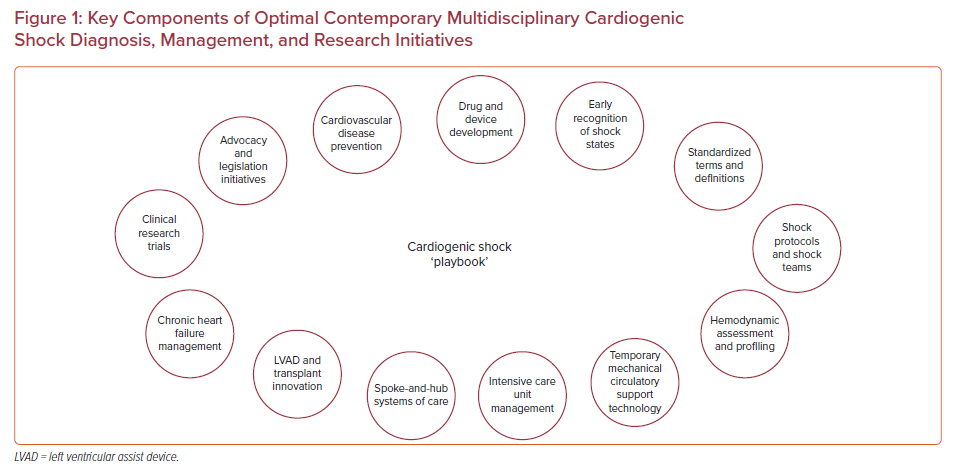 Figure 1: Key Components of Optimal Contemporary Multidisciplinary Cardiogenic
Shock Diagnosis, Management, and Research Initiatives
Drug and
device
development
Early
recognition
of shock
states
Standardized
terms and
definitions
Shock
protocols
and shock
teams
Hemodynamic
assessment
and profiling
Temporary
mechanical
circulatory
support
technology
Intensive care
unit
management
Spoke-and-hub
systems of care
LVAD and
transplant
innovation
Chronic heart
failure
management
Clinical
research
trials
Advocacy
and
legislation
initiatives
Cardiovascular
disease
prevention
Cardiogenic shock
‘playbook’
LVAD = left ventricular assist device.